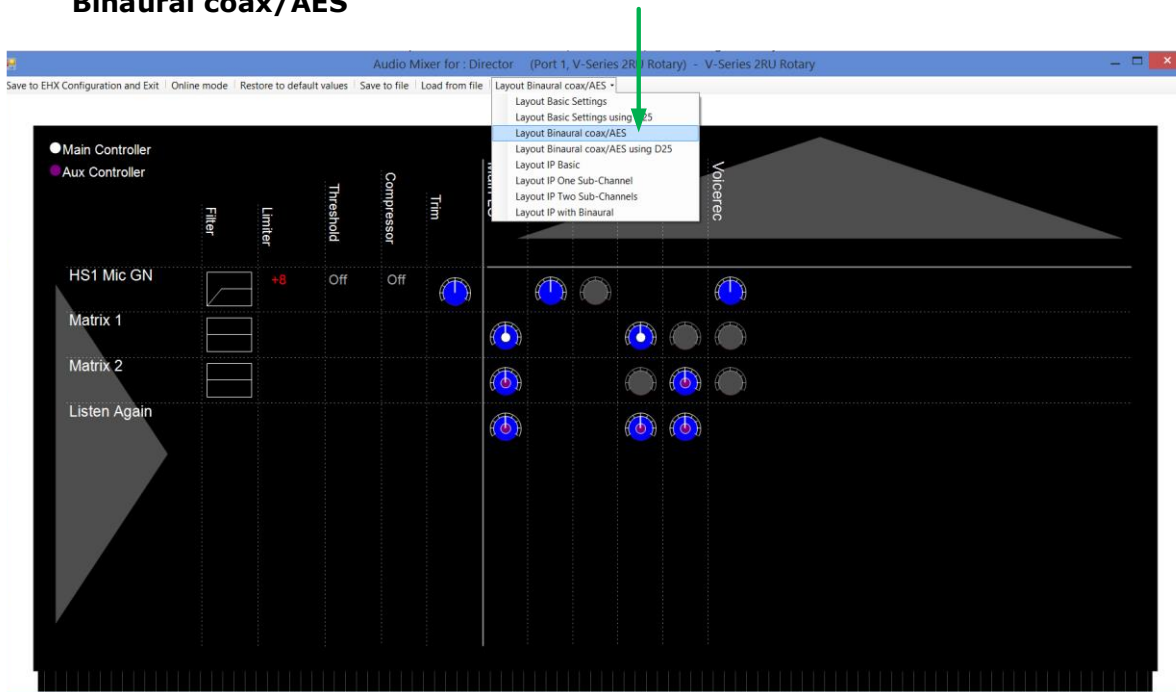 Binaural coax/AES
Audio Mixer for : Director (Port 1, V-Series 2RU Rotary) - V-Series 2RU Rotary
Save to EHX Configuration and Exit Online mode Restore to default values Save to file Load from file Layout Binaural coax/AES
Layout Basic Settings
Layout Basic Settings using
Layout Binaural coax/AES
Layout Binaural coax/AES using D25
Layout IP Basic
Layout IP One Sub-Channel
Layout IP Two Sub-Channels
Layout IP with Binaural
Main Controller
Aux Controller
Filter
Limiter
Threshold
Compressor
Trim
Voicerec
HS1 Mic GN
+8 Off Off
Matrix 1
Matrix 2
Listen Again